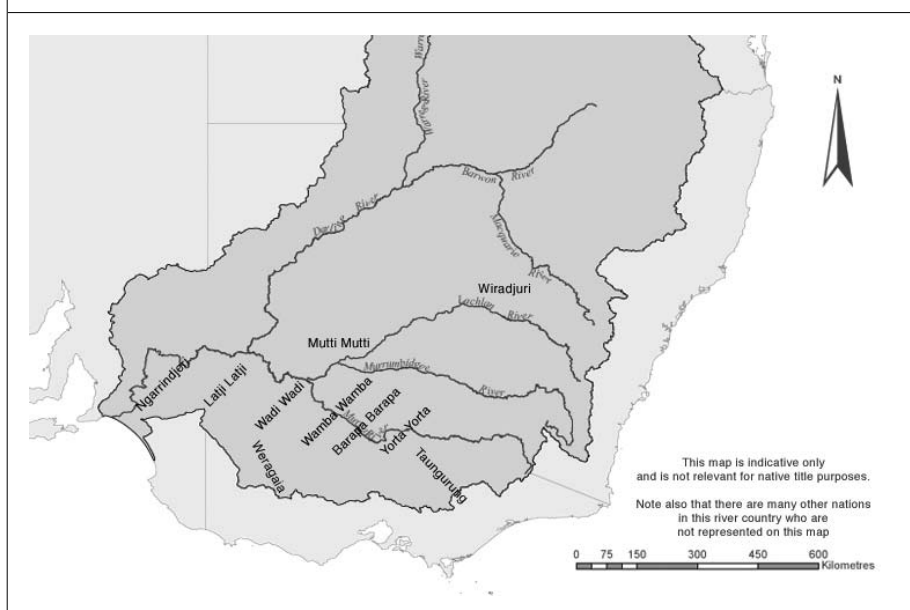 Warre
Warrego River
Darling River
Barwon River
Macquarie River
Wiradjuri
Lachlan River
Mutti Mutti
Murrumbidgee River
Ngarrindjeri
Latji Latji
Wadi Wadi
Wamba Wamba
Barapa Barapa
Yorta Yorta
Weragaia
Taungurung
N
This map is indicative only
and is not relevant for native title purposes.
Note also that there are many other nations
in this river country who are
not represented on this map
0 75 150 300 450 600
Kilometres